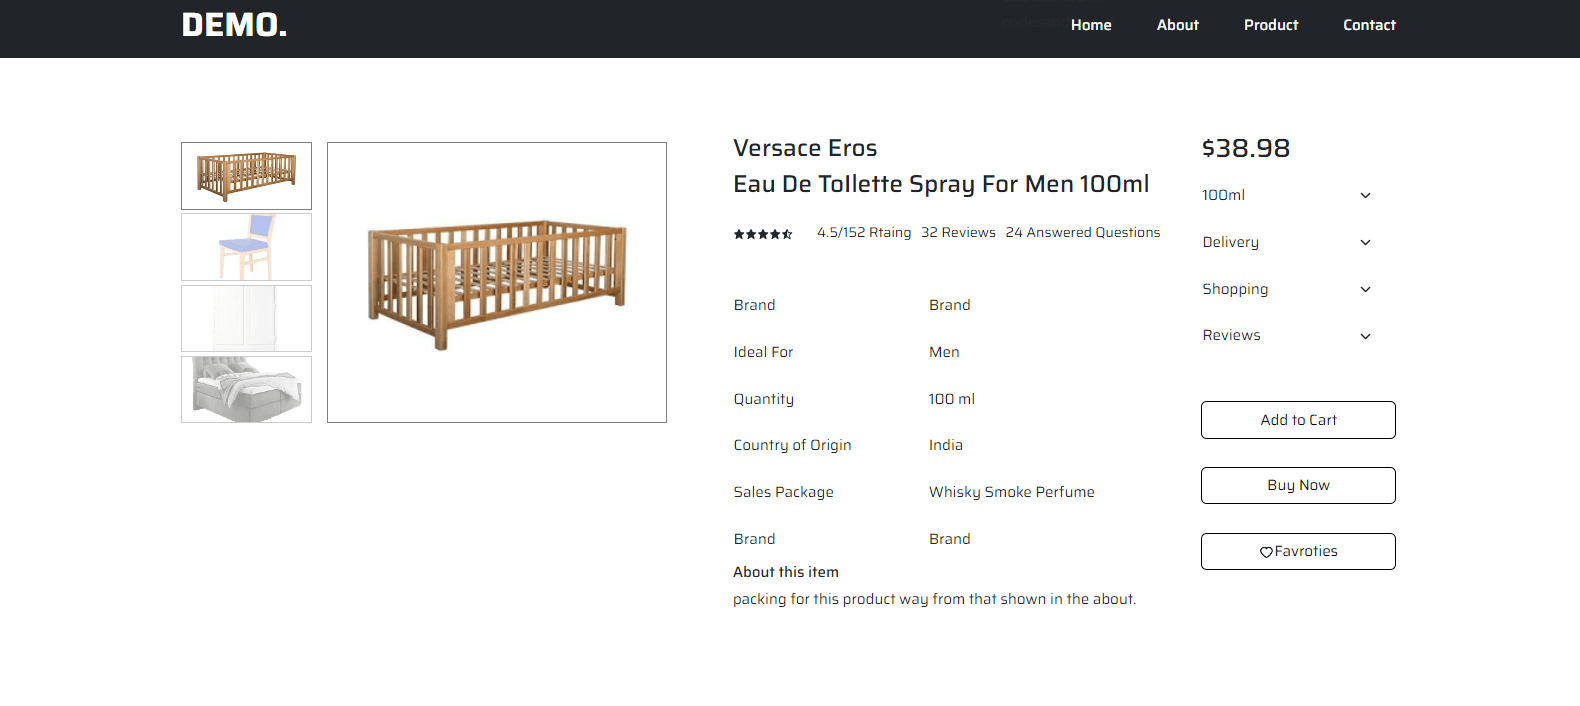 DEMO.
Home About Product Contact
Versace Eros
Eau De Tollette Spray For Men 100ml
4.5/152 Rtaing 32 Reviews 24 Answered Questions
Brand Brand
Ideal For Men
Quantity 100 ml
Country of Origin India
Sales Package Whisky Smoke Perfume
Brand Brand
About this item
packing for this product way from that shown in the about.
$38.98
100ml
Delivery
Shopping
Reviews
Add to Cart
Buy Now
Favroties